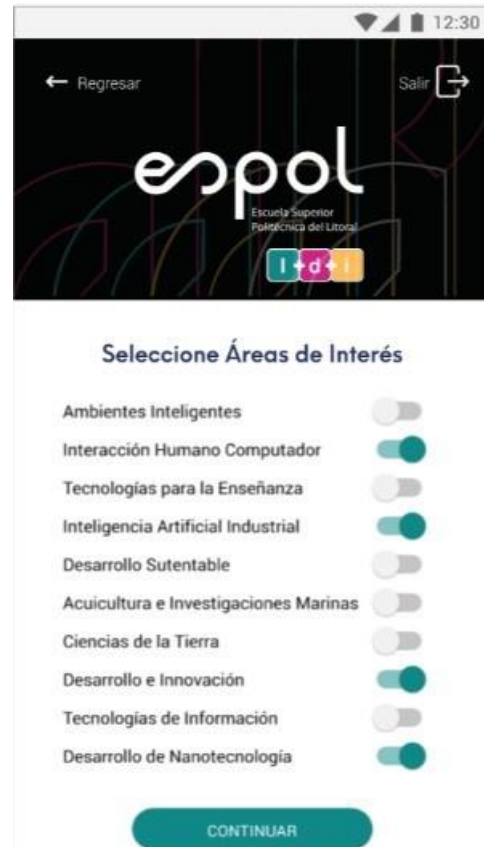 12:30
Regresar
Salir
espol
Escuela Superior
Politécnica del Litoral
I+d+i
Seleccione Áreas de Interés
Ambientes Inteligentes
Interacción Humano Computador
Tecnologías para la Enseñanza
Inteligencia Artificial Industrial
Desarrollo Sutentable
Acuicultura e Investigaciones Marinas
Ciencias de la Tierra
Desarrollo e Innovación
Tecnologías de Información
Desarrollo de Nanotecnología
CONTINUAR